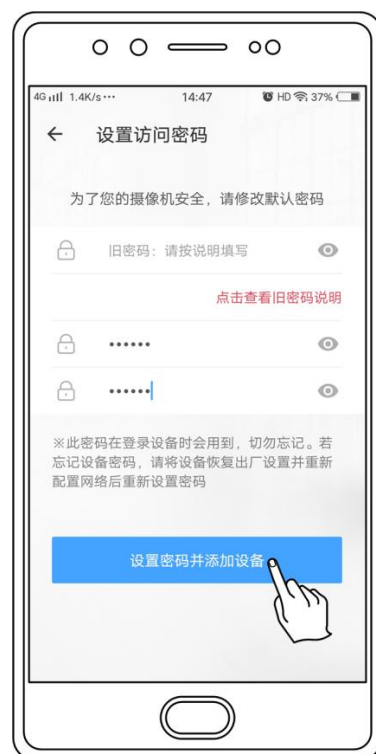 4G 1.4K/s··· 14:47 HD 37%
设置访问密码
为了您的摄像机安全，请修改默认密码
旧密码：请按说明填写
点击查看旧密码说明
••••••
••••••
※此密码在登录设备时会用到，切勿忘记。若
忘记设备密码，请将设备恢复出厂设置并重新
配置网络后重新设置密码
设置密码并添加设备